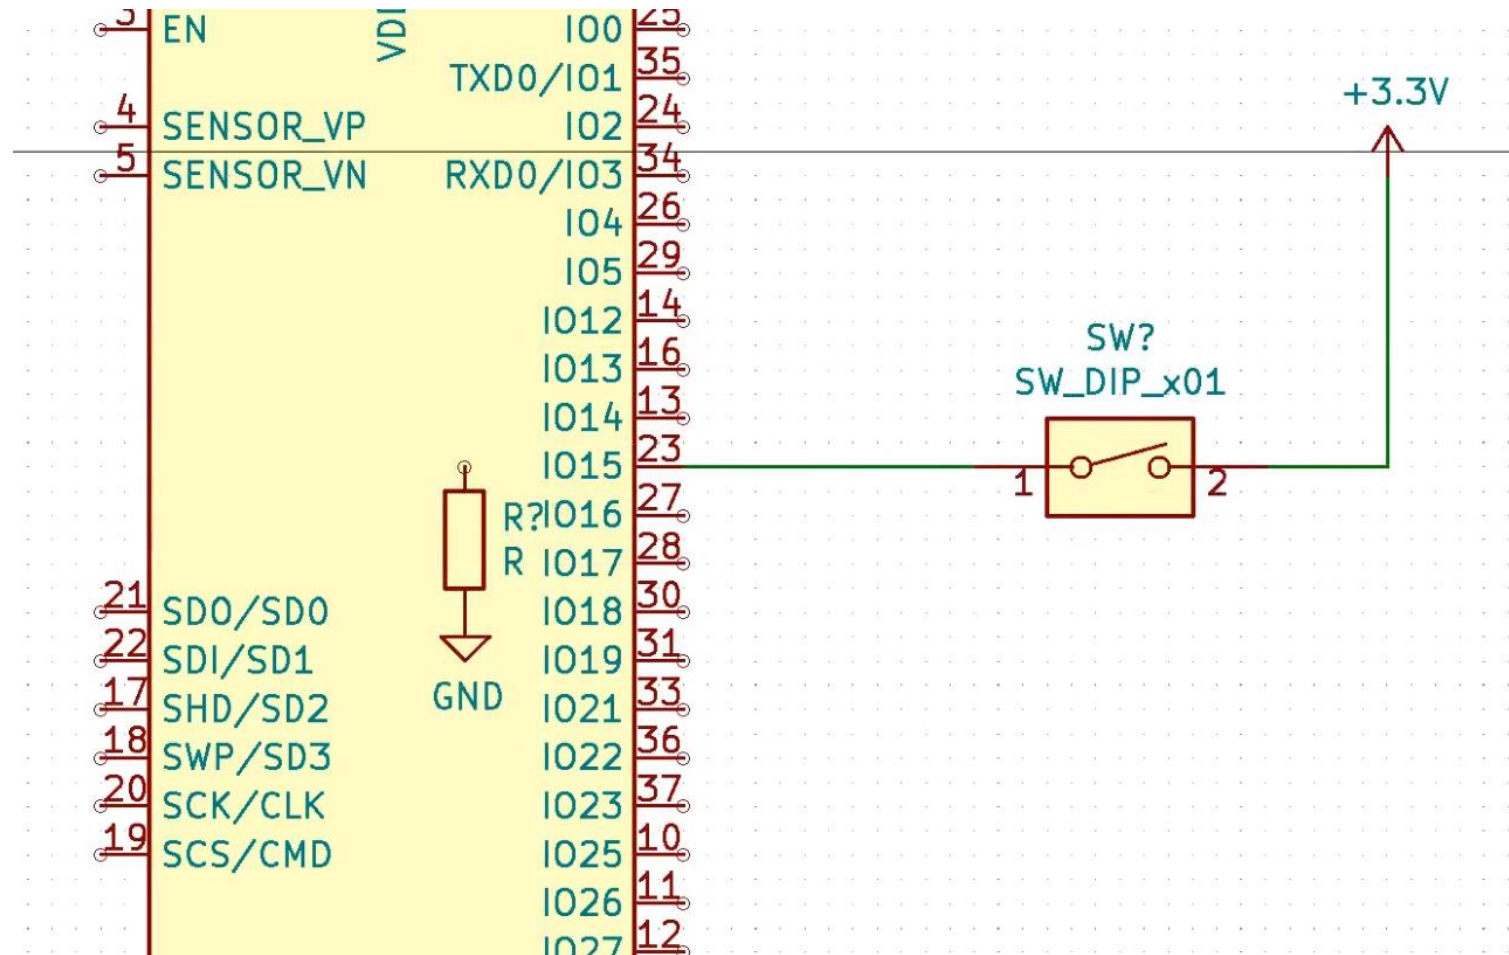 3
EN
VDD
IO0
25
TXD0/IO1
35
4
SENSOR_VP
IO2
24
5
SENSOR_VN
RXD0/IO3
34
IO4
26
IO5
29
IO12
14
IO13
16
IO14
13
IO15
23
R?
IO16
27
R
IO17
28
21
SDO/SD0
IO18
30
22
SDI/SD1
IO19
31
17
SHD/SD2
GND
IO21
33
18
SWP/SD3
IO22
36
20
SCK/CLK
IO23
37
19
SCS/CMD
IO25
10
IO26
11
IO27
12
+3.3V
SW?
SW_DIP_x01
1
2